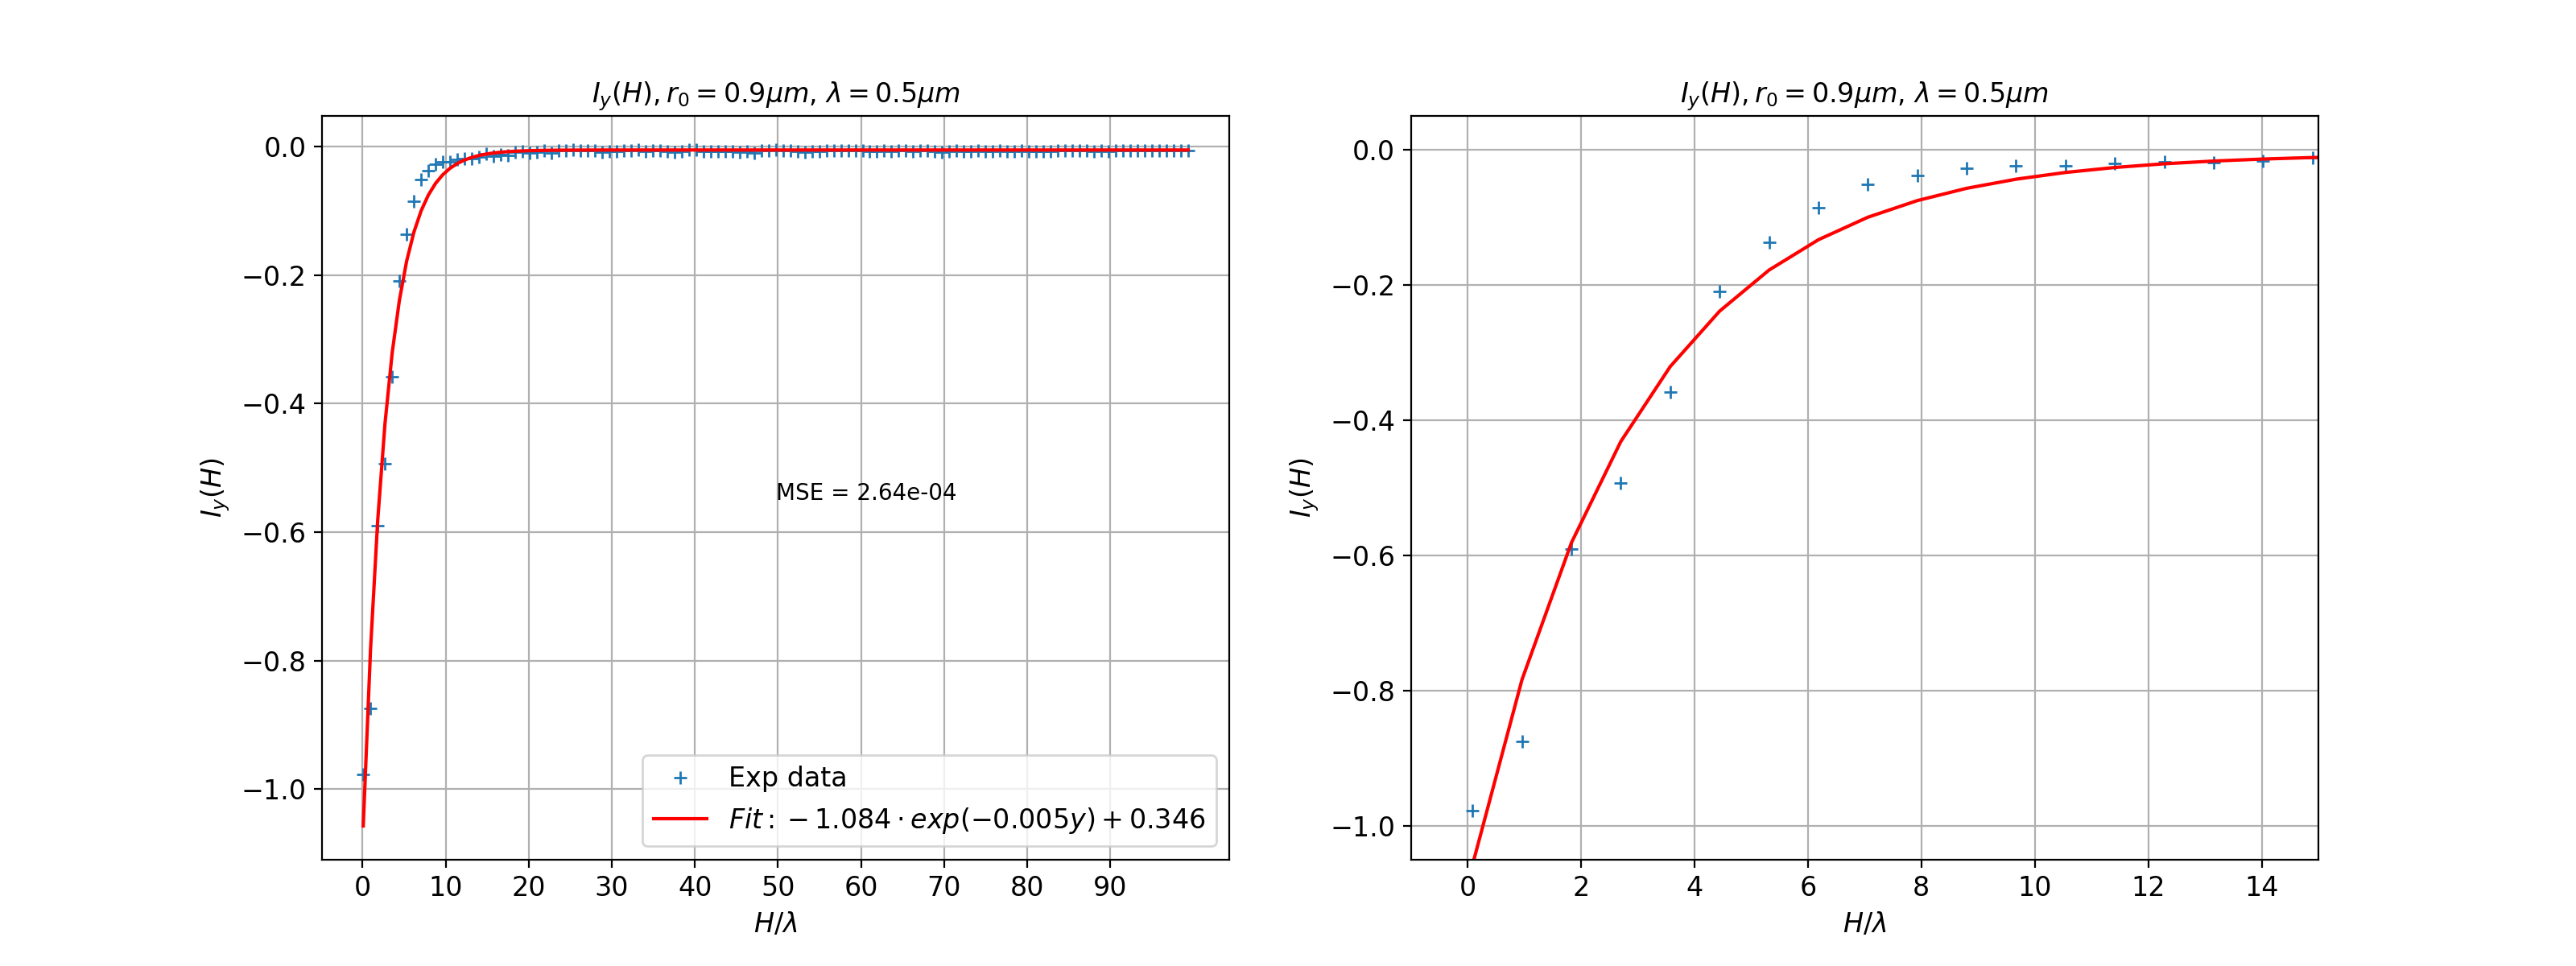 I_y(H), r_0 = 0.9μm, λ = 0.5μm
0.0
−0.2
−0.4
−0.6
−0.8
−1.0
I_y(H)
MSE = 2.64e-04
Exp data
Fit: −1.084 · exp(−0.005y) + 0.346
0 10 20 30 40 50 60 70 80 90
H/λ
I_y(H), r_0 = 0.9μm, λ = 0.5μm
0.0
−0.2
−0.4
−0.6
−0.8
−1.0
I_y(H)
0 2 4 6 8 10 12 14
H/λ